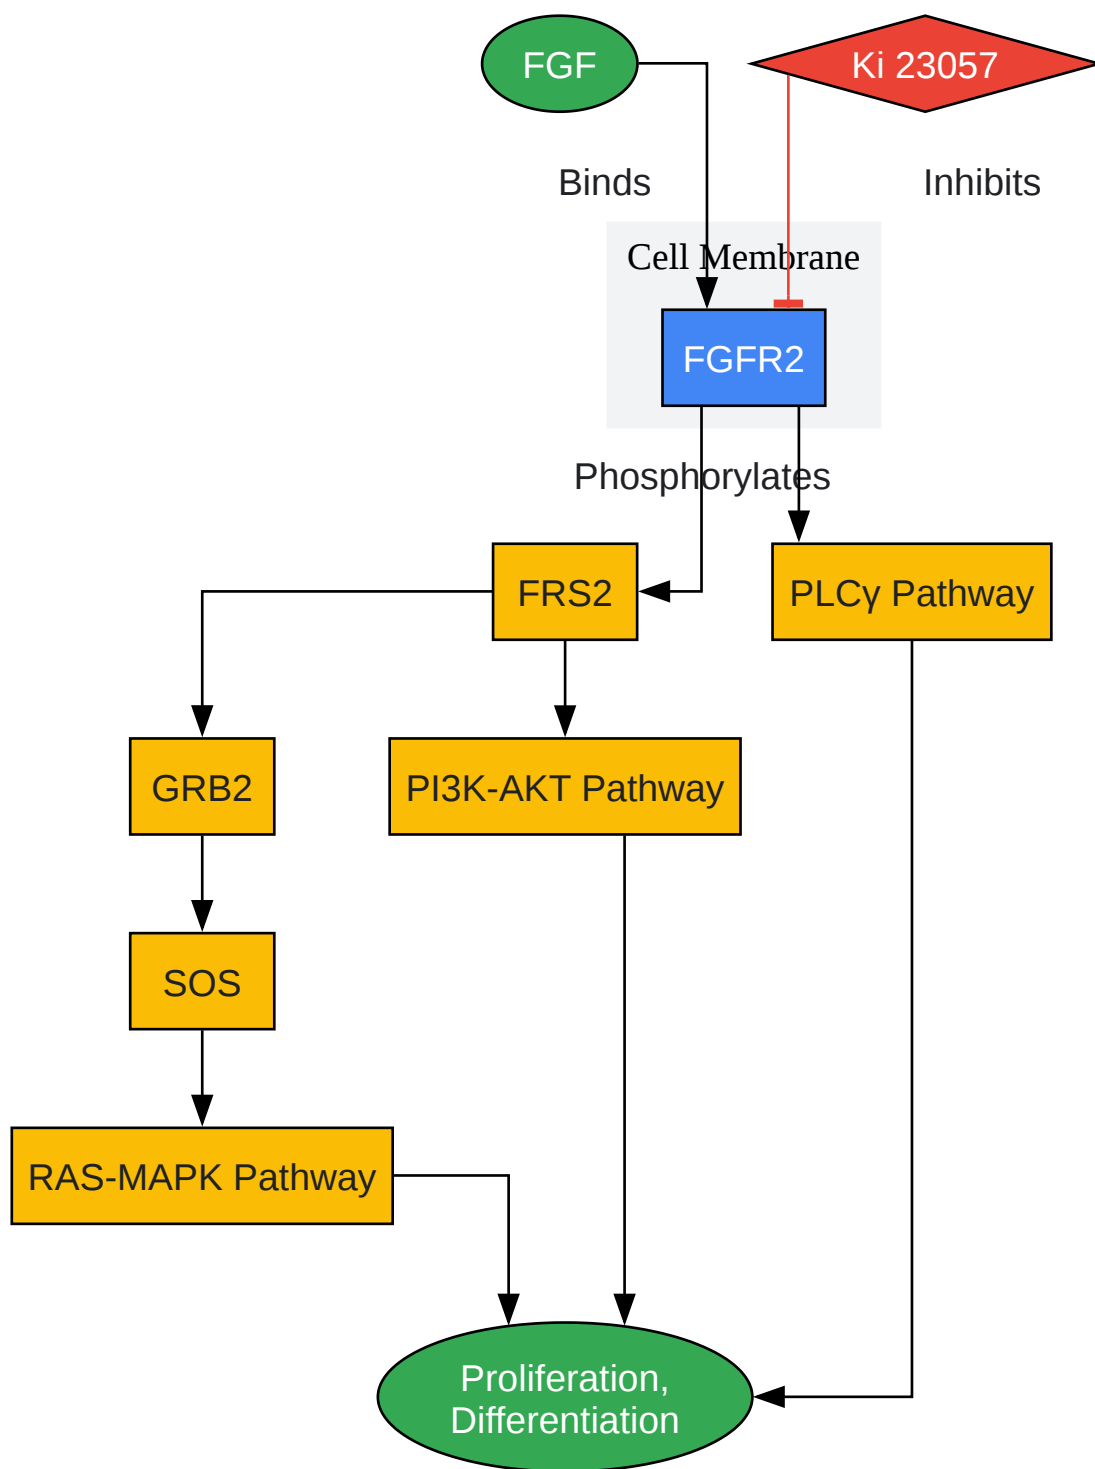 FGF
Ki 23057
Binds
Inhibits
Cell Membrane
FGFR2
Phosphorylates
FRS2
PLCγ Pathway
GRB2
PI3K-AKT Pathway
SOS
RAS-MAPK Pathway
Proliferation,
Differentiation